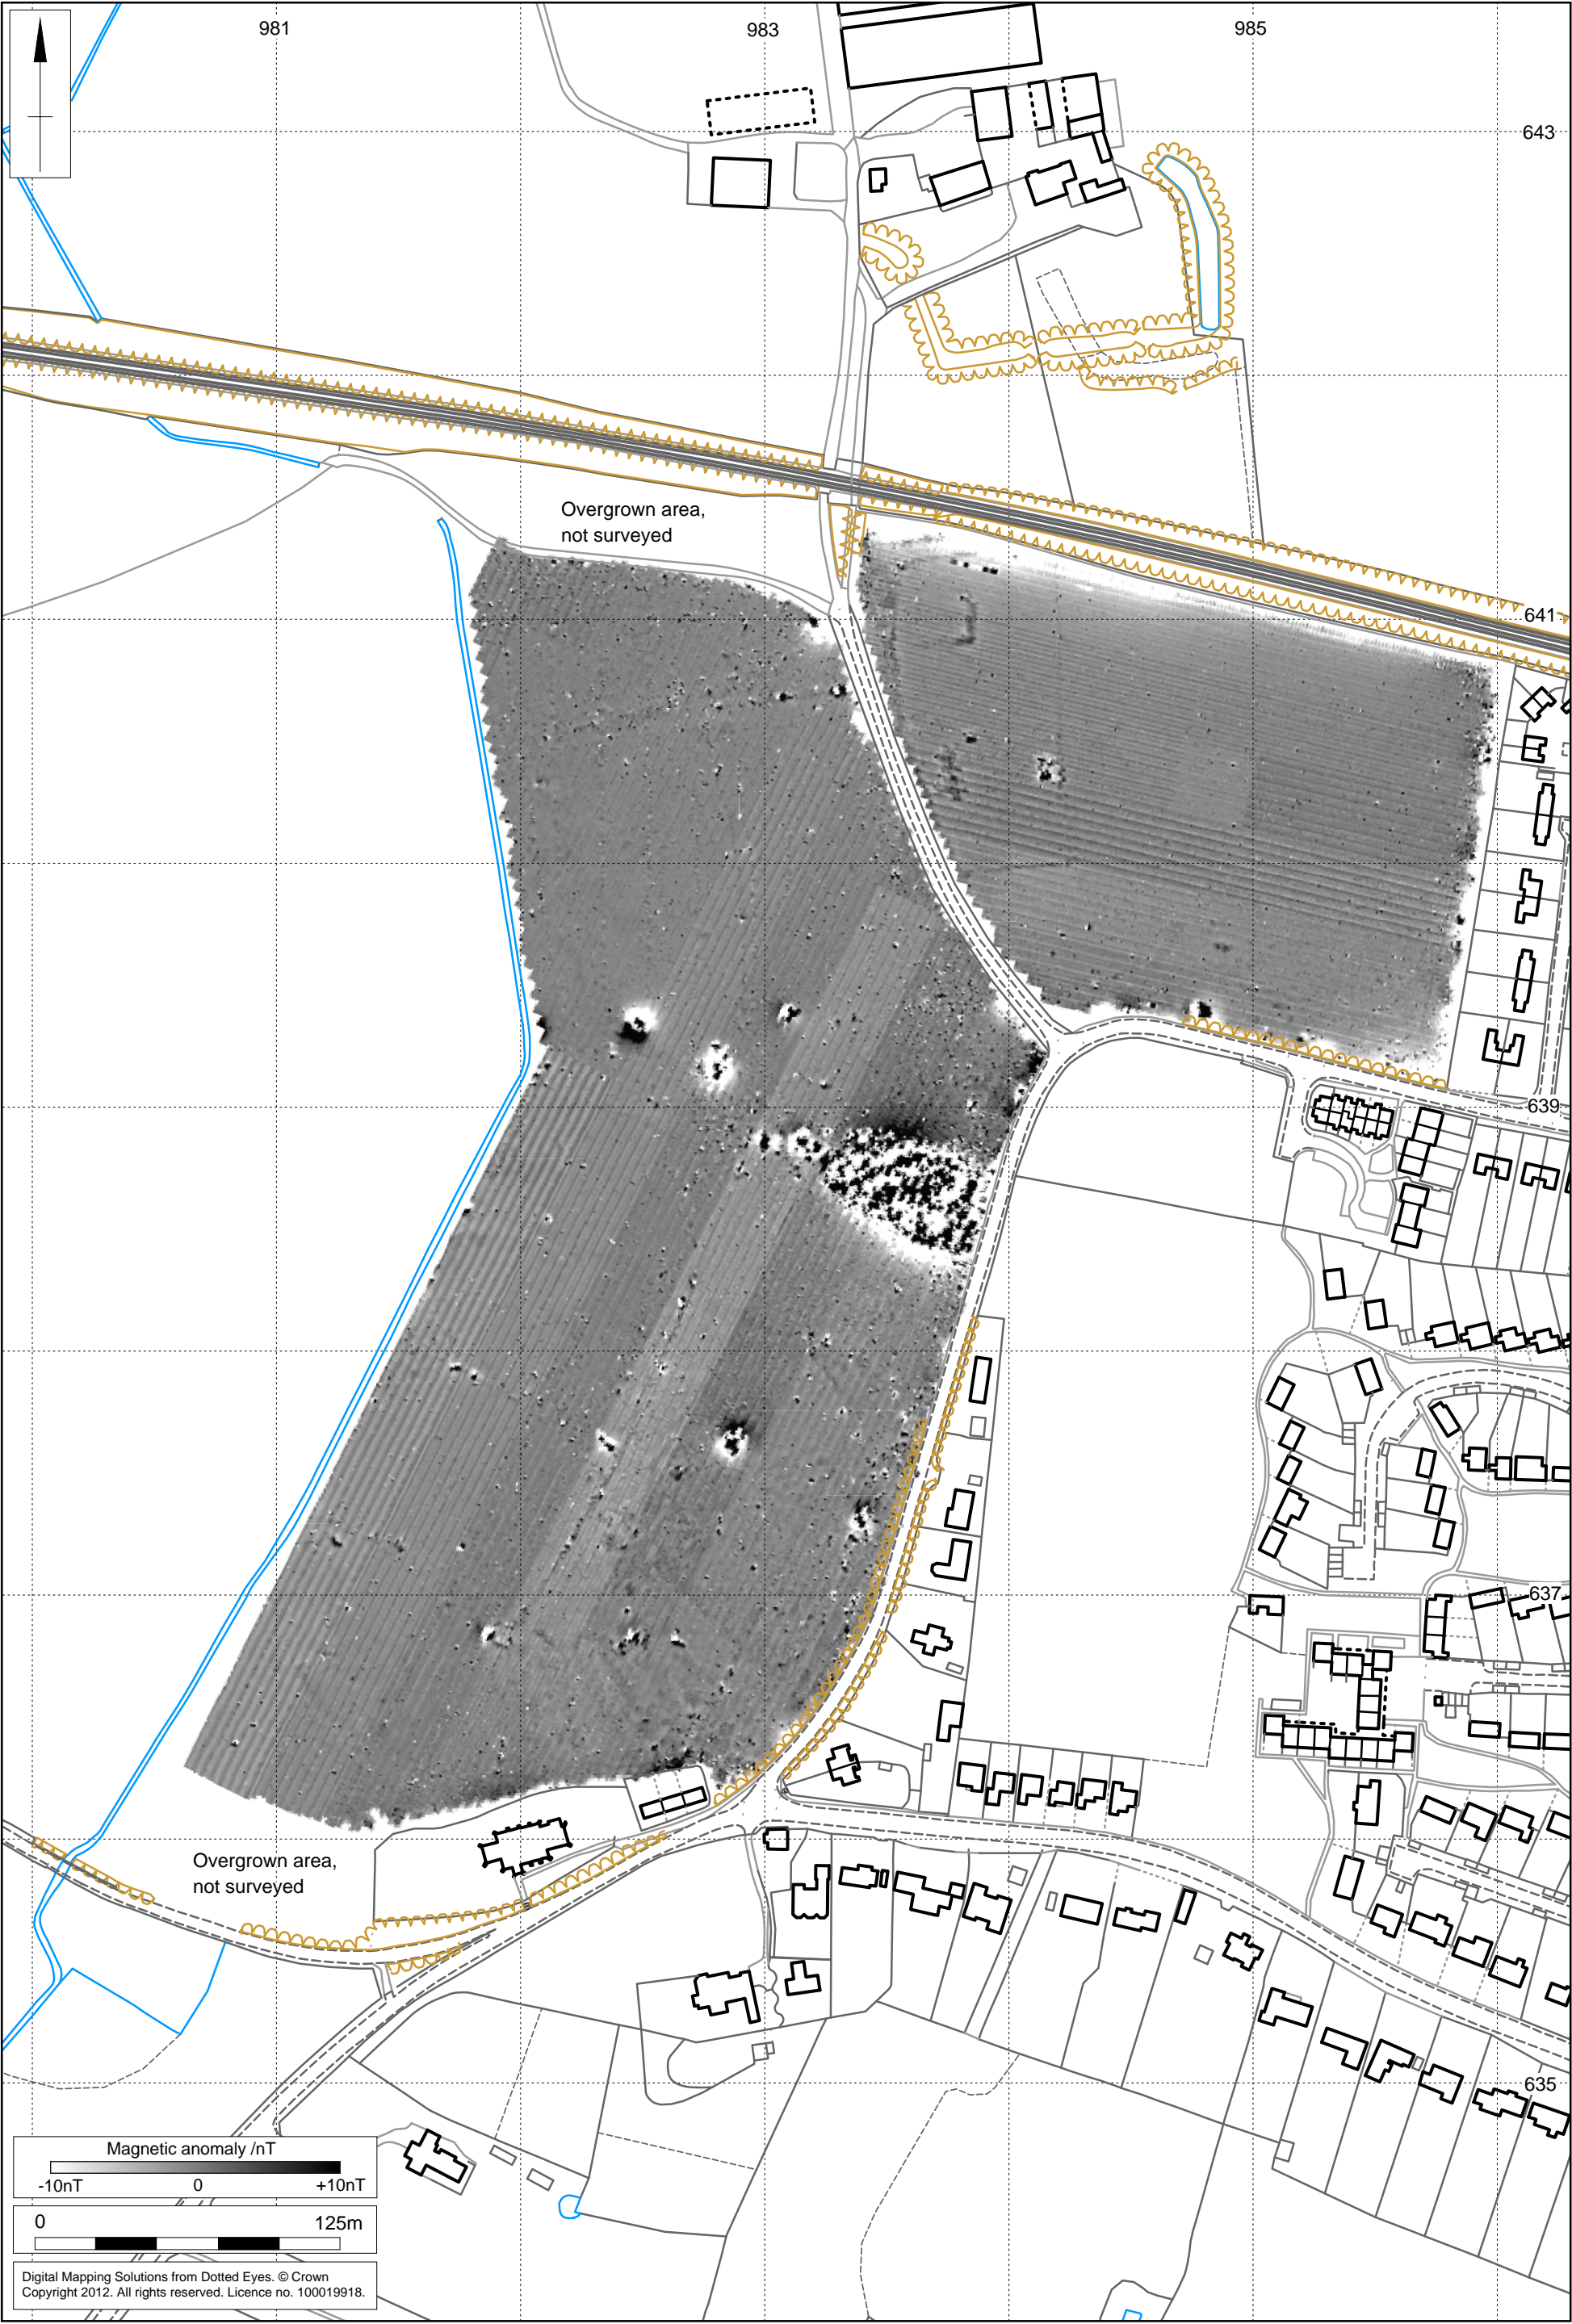 981
983
985
643
Overgrown area,
not surveyed
641
639
637
Overgrown area,
not surveyed
635
Magnetic anomaly /nT
-10nT 0 +10nT
0 125m
Digital Mapping Solutions from Dotted Eyes. © Crown
Copyright 2012. All rights reserved. Licence no. 100019918.